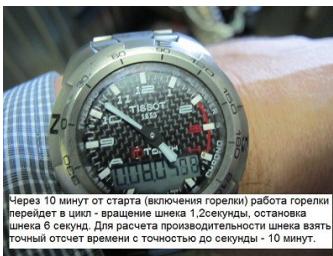 TISSOT
1853
T-Touch
CHRONO
Через 10 минут от старта (включения горелки) работа горелки
перейдет в цикл - вращение шнека 1,2секунды, остановка
шнека 6 секунд. Для расчета производительности шнека взять
точный отсчет времени с точностью до секунды - 10 минут.